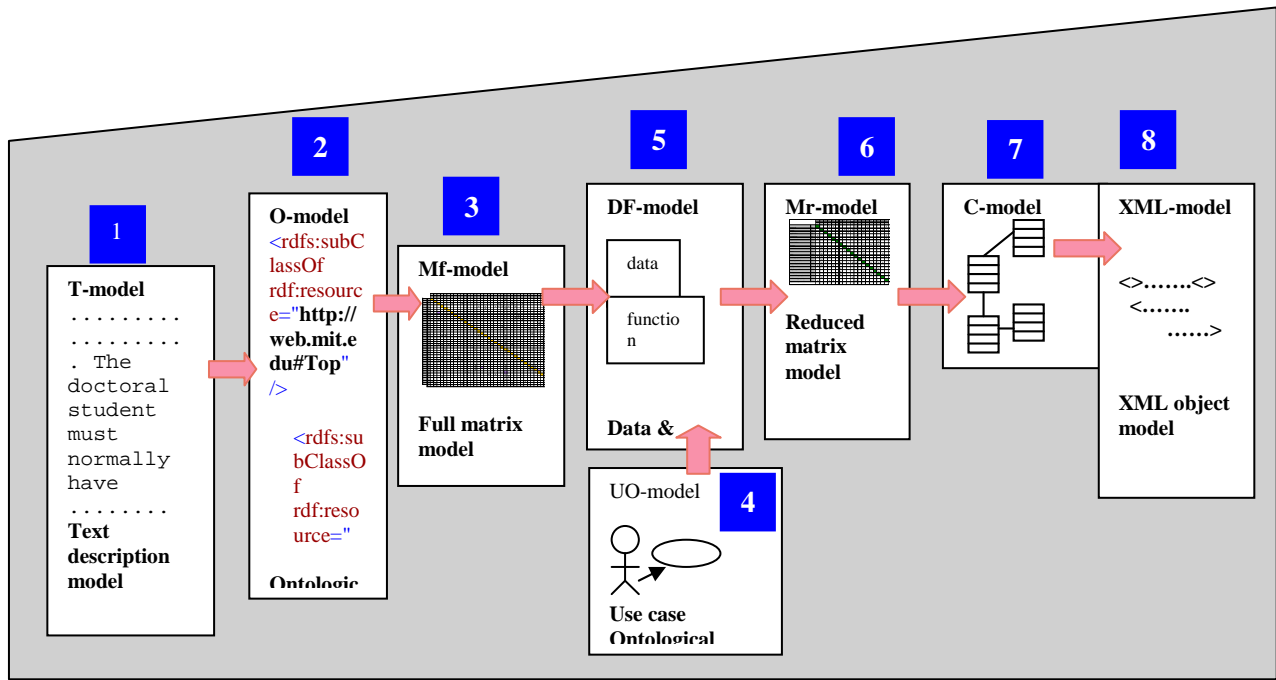 1
T-model
. . . . . . . . .
. . . . . . . . .
. The
doctoral
student
must
normally
have
. . . . . . . .
Text
description
model
2
O-model
<rdfs:subC
lassOf
rdf:resourc
e="http://
web.mit.e
du#Top"
/>
<rdfs:su
bClassO
f
rdf:reso
urce="
Ontologic
3
Mf-model
Full matrix
model
5
DF-model
data
functio
n
Data &
4
UO-model
Use case
Ontological
6
Mr-model
Reduced
matrix
model
7
C-model
8
XML-model
<>…….<>
<…….
……>
XML object
model